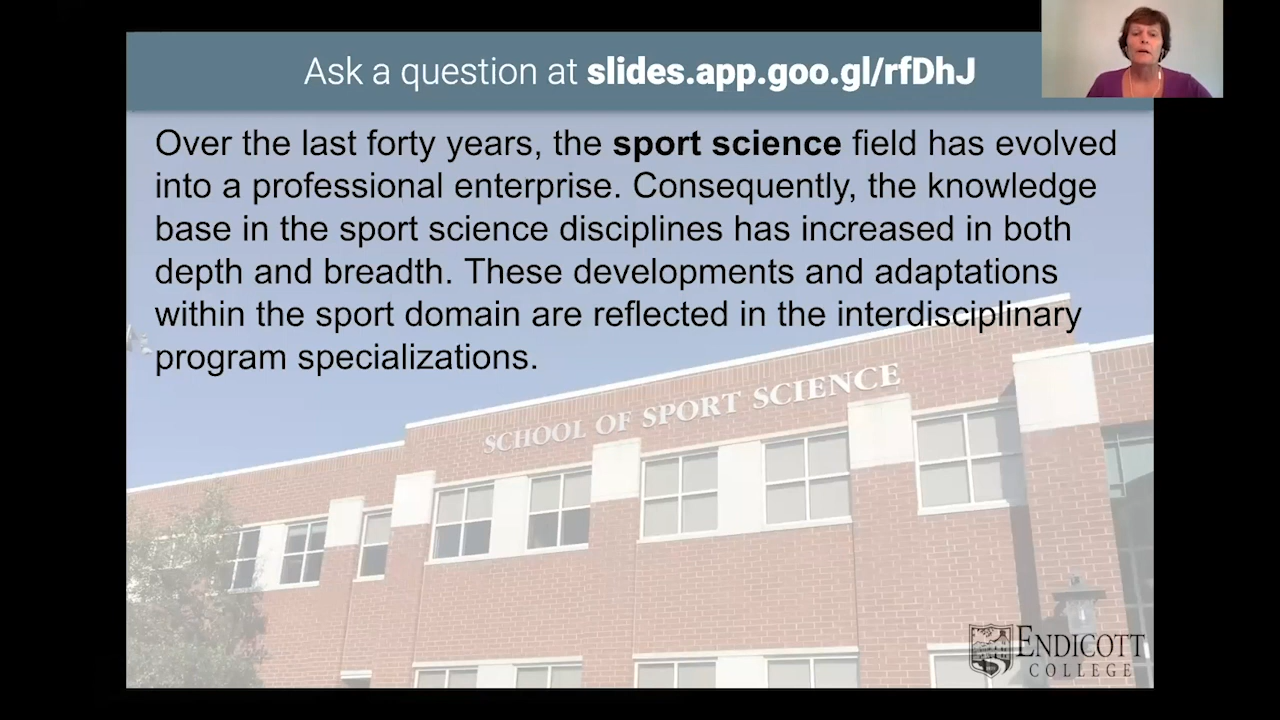 Ask a question at slides.app.goo.gl/rfDhJ
Over the last forty years, the sport science field has evolved
into a professional enterprise. Consequently, the knowledge
base in the sport science disciplines has increased in both
depth and breadth. These developments and adaptations
within the sport domain are reflected in the interdisciplinary
program specializations.
SCHOOL OF SPORT SCIENCE
ENDICOTT
COLLEGE